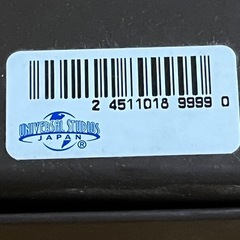 2 4511018 9999 0
UNIVERSAL STUDIOS
JAPAN
®